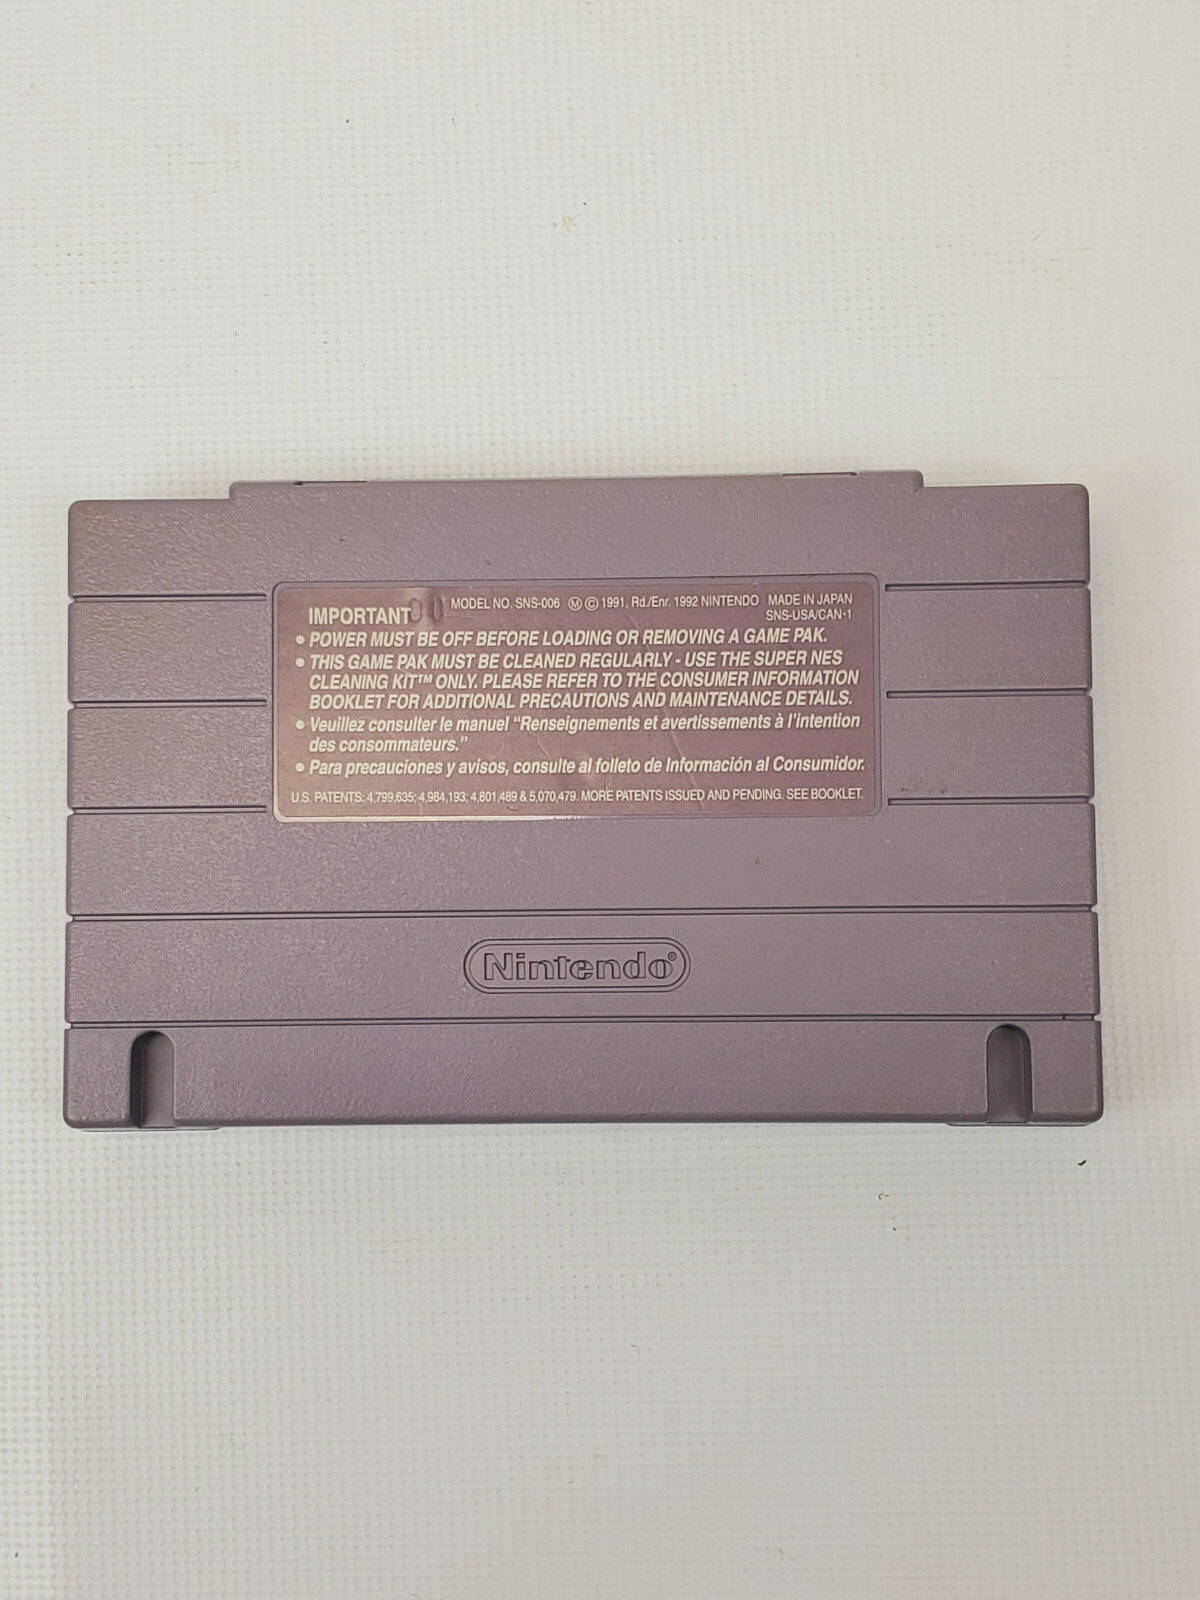 IMPORTANT 00 MODEL NO. SNS-006 Ⓜ © 1991, Rd./Enr. 1992 NINTENDO MADE IN JAPAN
SNS-USA/CAN-1
• POWER MUST BE OFF BEFORE LOADING OR REMOVING A GAME PAK.
• THIS GAME PAK MUST BE CLEANED REGULARLY - USE THE SUPER NES
CLEANING KIT™ ONLY. PLEASE REFER TO THE CONSUMER INFORMATION
BOOKLET FOR ADDITIONAL PRECAUTIONS AND MAINTENANCE DETAILS.
• Veuillez consulter le manuel “Renseignements et avertissements à l’intention
des consommateurs.”
• Para precauciones y avisos, consulte al folleto de Información al Consumidor.
U.S. PATENTS: 4,799,635; 4,984,193; 4,801,489 & 5,070,479. MORE PATENTS ISSUED AND PENDING. SEE BOOKLET.
Nintendo®